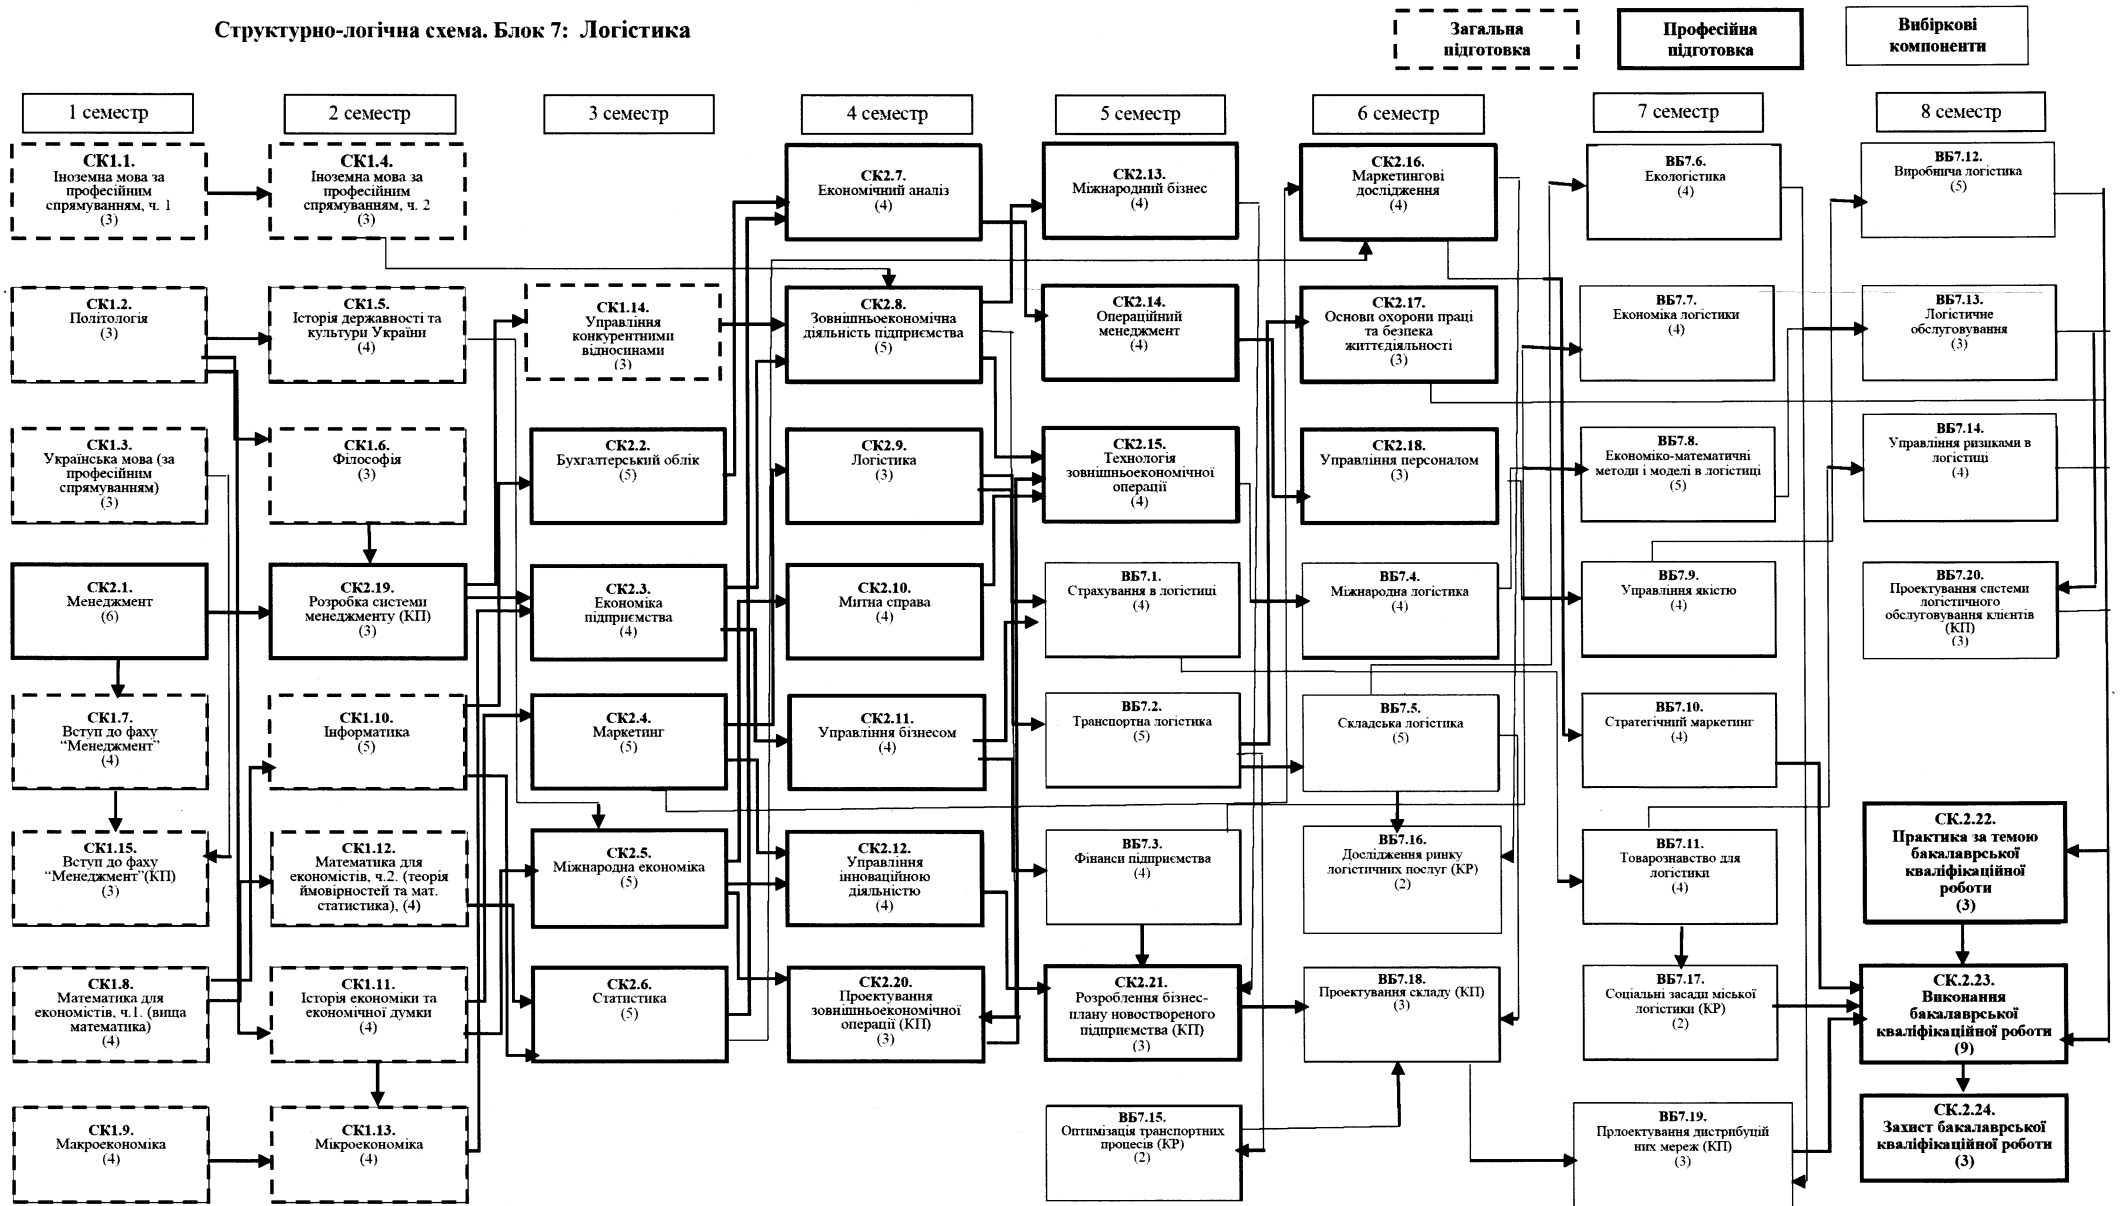 Структурно-логічна схема. Блок 7: Логістика
Загальна
підготовка
Професійна
підготовка
Вибіркові
компоненти
1 семестр
2 семестр
3 семестр
4 семестр
5 семестр
6 семестр
7 семестр
8 семестр
СК1.1.
Іноземна мова за
професійним
спрямуванням, ч. 1
(3)
СК1.2.
Політологія
(3)
СК1.3.
Українська мова (за
професійним
спрямуванням)
(3)
СК2.1.
Менеджмент
(6)
СК1.7.
Вступ до фаху
“Менеджмент”
(4)
СК1.15.
Вступ до фаху
“Менеджмент”(КП)
(3)
СК1.8.
Математика для
економістів, ч.1. (вища
математика)
(4)
СК1.9.
Макроекономіка
(4)
СК1.4.
Іноземна мова за
професійним
спрямуванням, ч. 2
(3)
СК1.5.
Історія державності та
культури України
(4)
СК1.6.
Філософія
(3)
СК2.19.
Розробка системи
менеджменту (КП)
(3)
СК1.10.
Інформатика
(5)
СК1.12.
Математика для
економістів, ч.2. (теорія
ймовірностей та мат.
статистика), (4)
СК1.11.
Історія економіки та
економічної думки
(4)
СК1.13.
Мікроекономіка
(4)
СК1.14.
Управління
конкурентними
відносинами
(3)
СК2.2.
Бухгалтерський облік
(5)
СК2.3.
Економіка
підприємства
(4)
СК2.4.
Маркетинг
(5)
СК2.5.
Міжнародна економіка
(5)
СК2.6.
Статистика
(5)
СК2.7.
Економічний аналіз
(4)
СК2.8.
Зовнішньоекономічна
діяльність підприємства
(5)
СК2.9.
Логістика
(3)
СК2.10.
Митна справа
(4)
СК2.11.
Управління бізнесом
(4)
СК2.12.
Управління
інноваційною
діяльністю
(4)
СК2.20.
Проектування
зовнішньоекономічної
операції (КП)
(3)
СК2.13.
Міжнародний бізнес
(4)
СК2.14.
Операційний
менеджмент
(4)
СК2.15.
Технологія
зовнішньоекономічної
операції
(4)
ВБ7.1.
Страхування в логістиці
(4)
ВБ7.2.
Транспортна логістика
(5)
ВБ7.3.
Фінанси підприємства
(4)
СК2.21.
Розроблення бізнес-
плану новоствореного
підприємства (КП)
(3)
ВБ7.15.
Оптимізація транспортних
процесів (КР)
(2)
СК2.16.
Маркетингові
дослідження
(4)
СК2.17.
Основи охорони праці
та безпека
життєдіяльності
(3)
СК2.18.
Управління персоналом
(3)
ВБ7.4.
Міжнародна логістика
(4)
ВБ7.5.
Складська логістика
(5)
ВБ7.16.
Дослідження ринку
логістичних послуг (КР)
(2)
ВБ7.18.
Проектування складу (КП)
(3)
ВБ7.6.
Екологістика
(4)
ВБ7.7.
Економіка логістики
(4)
ВБ7.8.
Економіко-математичні
методи і моделі в логістиці
(5)
ВБ7.9.
Управління якістю
(4)
ВБ7.10.
Стратегічний маркетинг
(4)
ВБ7.11.
Товарознавство для
логістики
(4)
ВБ7.17.
Соціальні засади міської
логістики (КР)
(2)
ВБ7.19.
Прлоектування дистрибуцій
них мереж (КП)
(3)
ВБ7.12.
Виробнича логістика
(5)
ВБ7.13.
Логістичне
обслуговування
(3)
ВБ7.14.
Управління ризиками в
логістиці
(4)
ВБ7.20.
Проектування системи
логістичного
обслуговування клієнтів
(КП)
(3)
СК.2.22.
Практика за темою
бакалаврської
кваліфікаційної
роботи
(3)
СК.2.23.
Виконання
бакалаврської
кваліфікаційної роботи
(9)
СК.2.24.
Захист бакалаврської
кваліфікаційної роботи
(3)